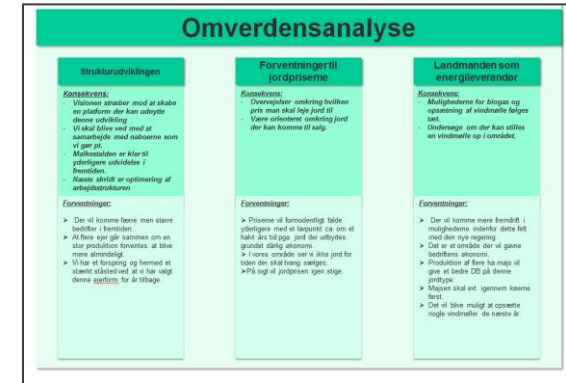 Omverdensanalyse
Strukturudviklingen
Konsekvens:
- Visionen stræber mod at skabe
en platform der kan udnytte
denne udvikling
- Vi skal blive ved med at
samarbejde med naboerne som
vi gør pt.
- Malkestalden er klar til
yderligere udvidelse i
fremtiden.
- Næste skridt er optimering af
arbejdsstrukturen
Forventninger:
➢ Der vil komme færre men større
bedrifter i fremtiden.
➢ At flere ejer går sammen om en
stor produktion forventes at blive
mere almindeligt.
➢ Vi har et forspring og hermed et
stærkt ståsted ved at vi har valgt
denne ejerform for år tilbage.
Forventninger til
jordpriserne
Konsekvens:
- Overvejelser omkring hvilken
pris man skal leje jord til
- Være orienteret omkring jord
der kan komme til salg.
Forventninger:
➢ Priserne vil formodentligt falde
yderligere med et lavpunkt ca. om et
halvt års tid pga. jord der udbydes
grundet dårlig økonomi.
➢ I vores område ser vi ikke jord for
tiden der skal tvang sælges.
➢På sigt vil jordprisen igen stige.
Landmanden som
energileverandør
Konsekvens:
- Mulighederne for biogas og
opsætning af vindmølle følges
tæt.
- Undersøge om der kan stilles
en vindmølle op i området.
Forventninger:
➢ Der vil komme mere fremdrift i
mulighederne indenfor dette felt
med den nye regering.
➢ Det er et område der vil gavne
bedriftens økonomi.
➢ Produktion af flere ha majs vil
give et bedre DB på denne
jordtype.
➢ Majsen skal evt. igennem køerne
først.
➢ Det vil blive muligt at opsætte
nogle vindmøller de næste år.